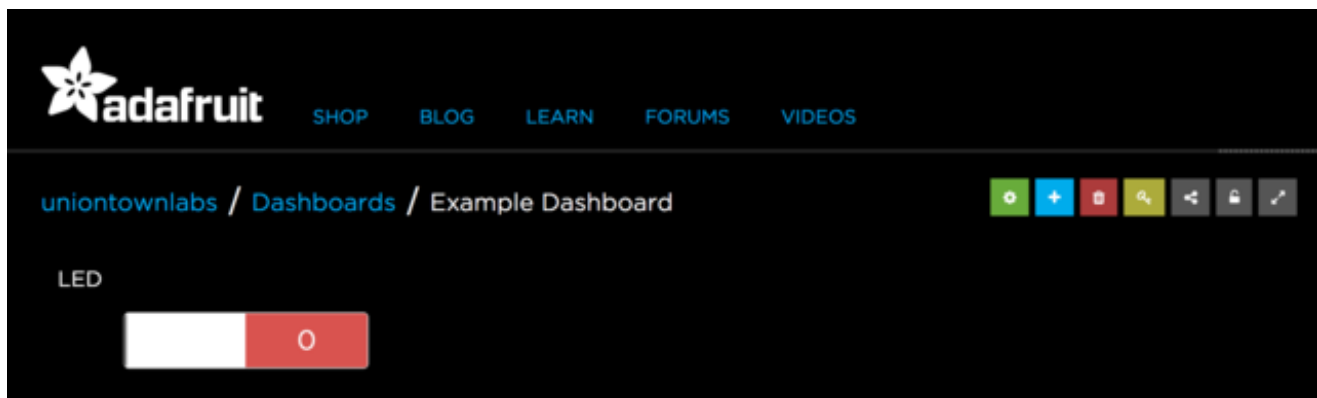 adafruit SHOP BLOG LEARN FORUMS VIDEOS
uniontownlabs / Dashboards / Example Dashboard
LED
0